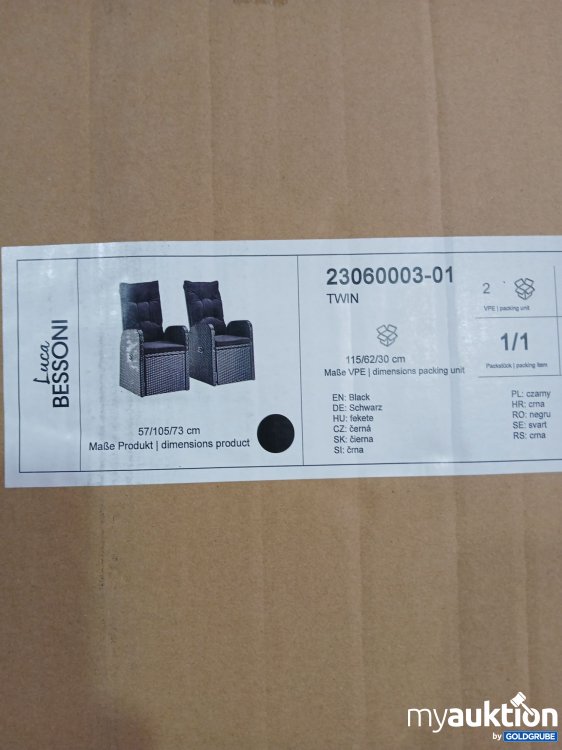 Luca
BESSONI
57/105/73 cm
Maße Produkt | dimensions product
23060003-01
TWIN
115/62/30 cm
Maße VPE | dimensions packing unit
EN: Black
DE: Schwarz
HU: fekete
CZ: černá
SK: čierna
SI: črna
2
VPE | packing unit
1/1
Packstück | packing item
PL: czarny
HR: crna
RO: negru
SE: svart
RS: crna
myauktion
by GOLDGRUBE